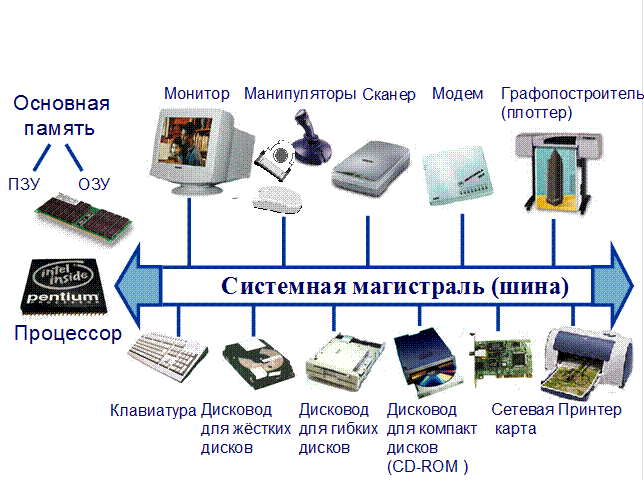 Монитор
Манипуляторы
Сканер
Модем
Графопостроитель
(плоттер)
Основная
память
ПЗУ
ОЗУ
intel
inside
pentium
Процессор
Системная магистраль (шина)
Клавиатура
Дисковод
для жёстких
дисков
Дисковод
для гибких
дисков
Дисковод
для компакт
дисков
(CD-ROM )
Сетевая
карта
Принтер